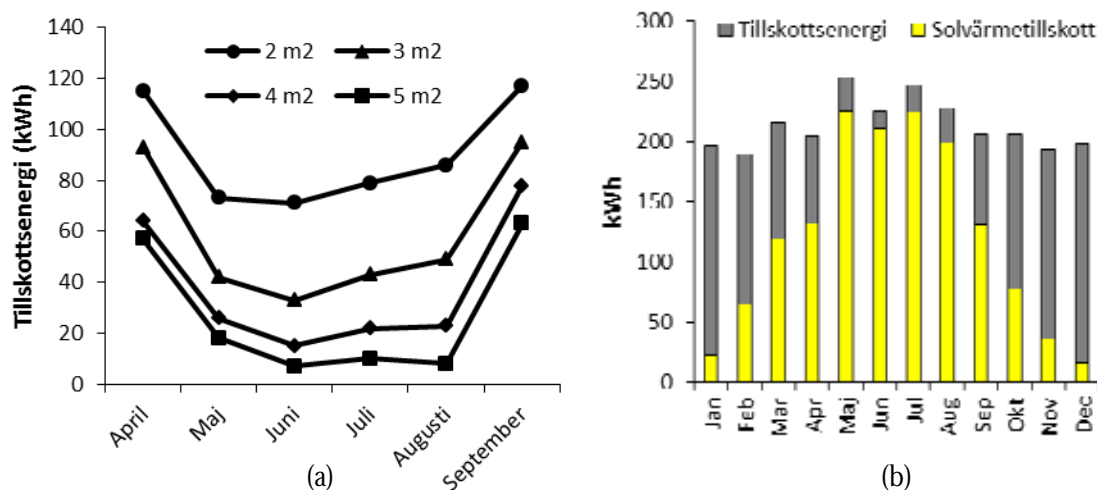 Tillskottsenergi (kWh)
140
120
100
80
60
40
20
0
2 m2
3 m2
4 m2
5 m2
April
Maj
Juni
Juli
Augusti
September
(a)
300
250
200
150
100
50
0
kWh
Tillskottsenergi
Solvärmetillskott
Jan
Feb
Mar
Apr
Maj
Jun
Jul
Aug
Sep
Okt
Nov
Dec
(b)